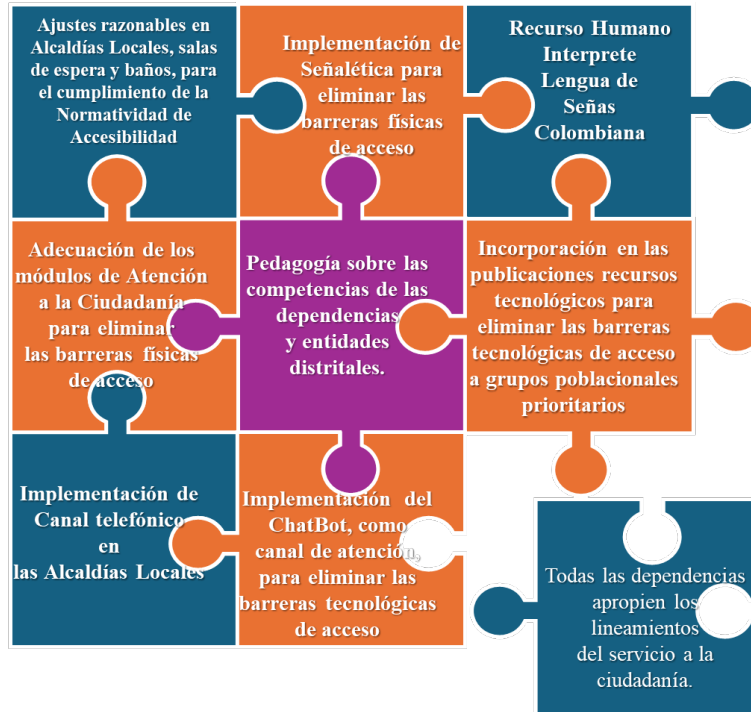 Ajustes razonables en
Alcaldías Locales, salas
de espera y baños, para
el cumplimiento de la
Normatividad de
Accesibilidad
Implementación de
Señalética para
eliminar las
barreras físicas
de acceso
Recurso Humano
Interprete
Lengua de
Señas
Colombiana
Adecuación de los
módulos de Atención
a la Ciudadanía
para eliminar
las barreras físicas
de acceso
Pedagogía sobre las
competencias de las
dependencias
y entidades
distritales.
Incorporación en las
publicaciones recursos
tecnológicos para
eliminar las barreras
tecnológicas de acceso
a grupos poblacionales
prioritarios
Implementación de
Canal telefónico
en
las Alcaldías Locales
Implementación del
ChatBot, como
canal de atención,
para eliminar las
barreras tecnológicas
de acceso
Todas las dependencias
apropien los
lineamientos
del servicio a la
ciudadanía.